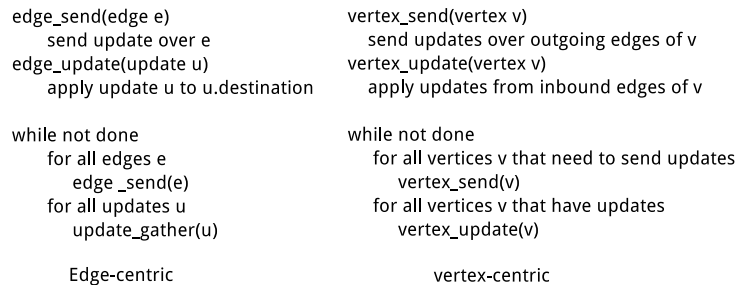 edge_send(edge e)
send update over e
edge_update(update u)
apply update u to u.destination
while not done
for all edges e
edge _send(e)
for all updates u
update_gather(u)
Edge-centric
vertex_send(vertex v)
send updates over outgoing edges of v
vertex_update(vertex v)
apply updates from inbound edges of v
while not done
for all vertices v that need to send updates
vertex_send(v)
for all vertices v that have updates
vertex_update(v)
vertex-centric